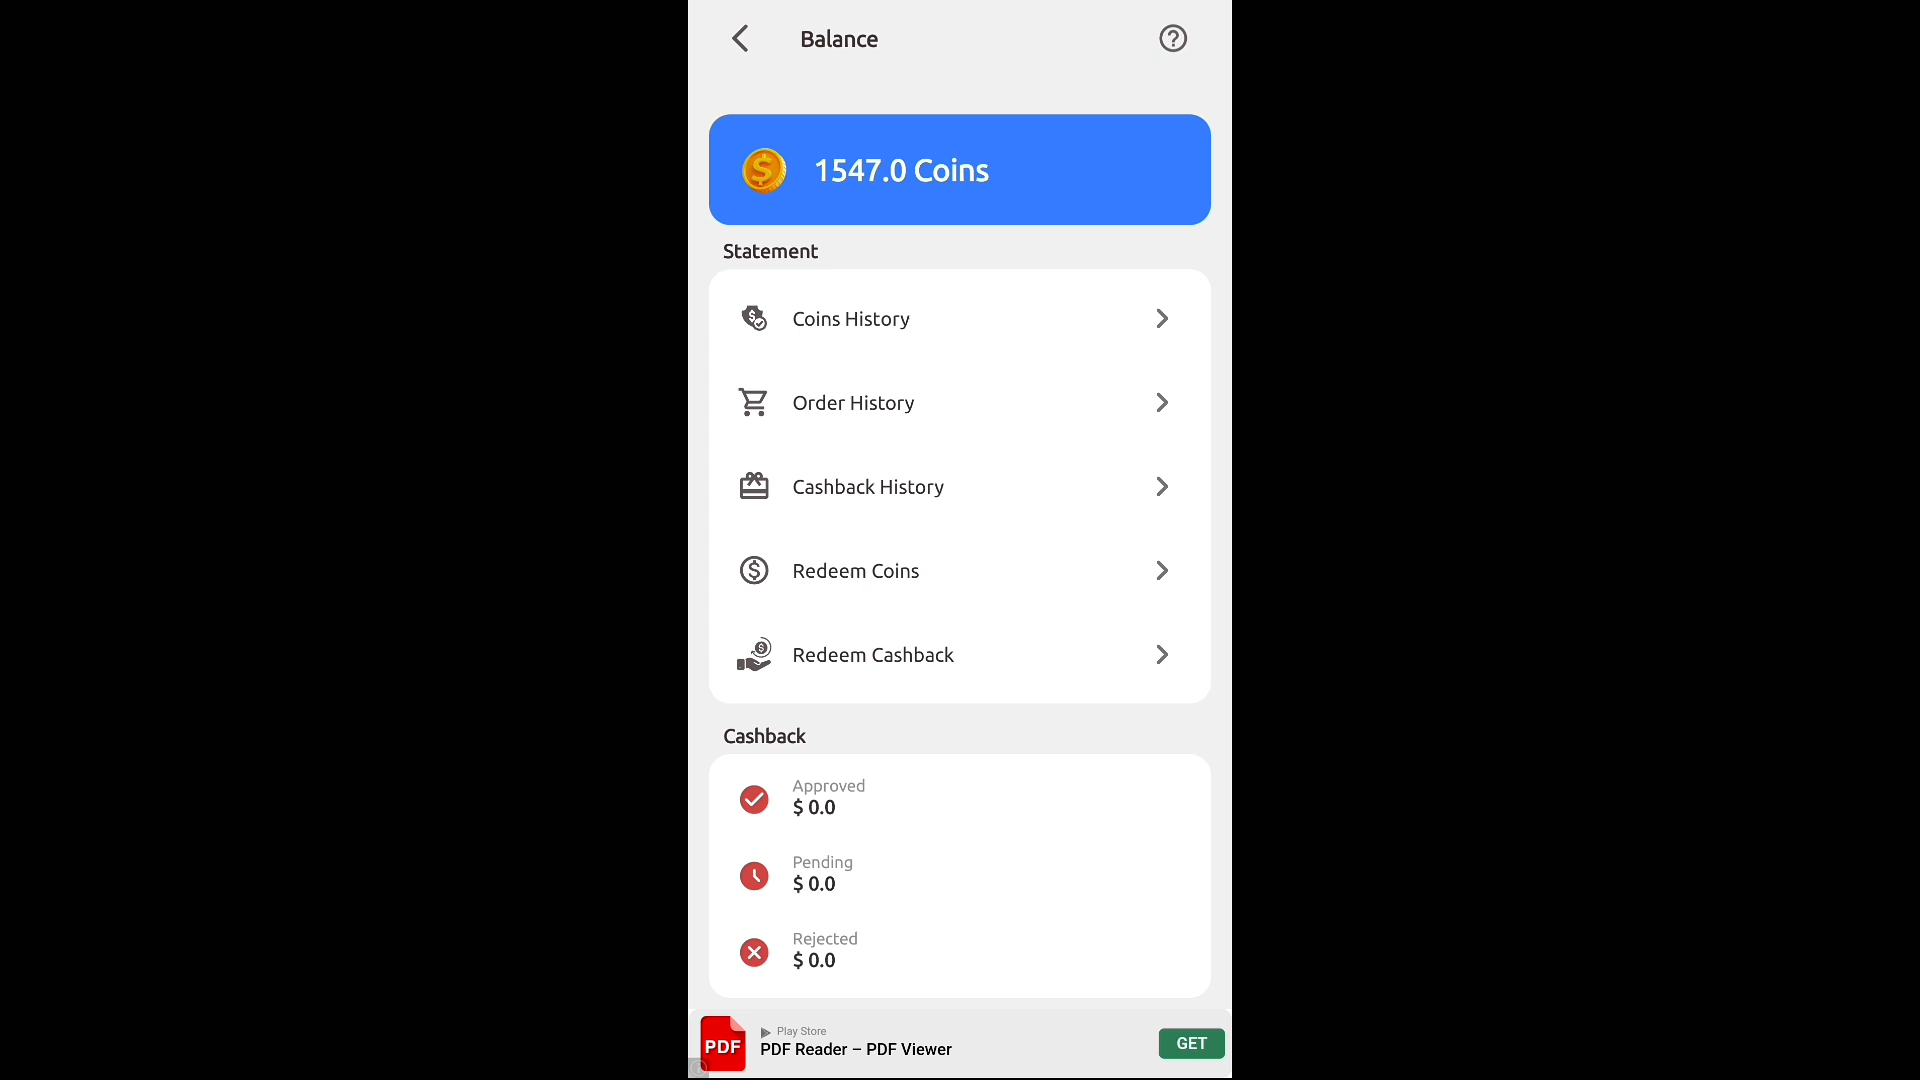 Balance
1547.0 Coins
Statement
Coins History
Order History
Cashback History
Redeem Coins
Redeem Cashback
Cashback
Approved
$ 0.0
Pending
$ 0.0
Rejected
$ 0.0
PDF
Play Store
PDF Reader – PDF Viewer
GET